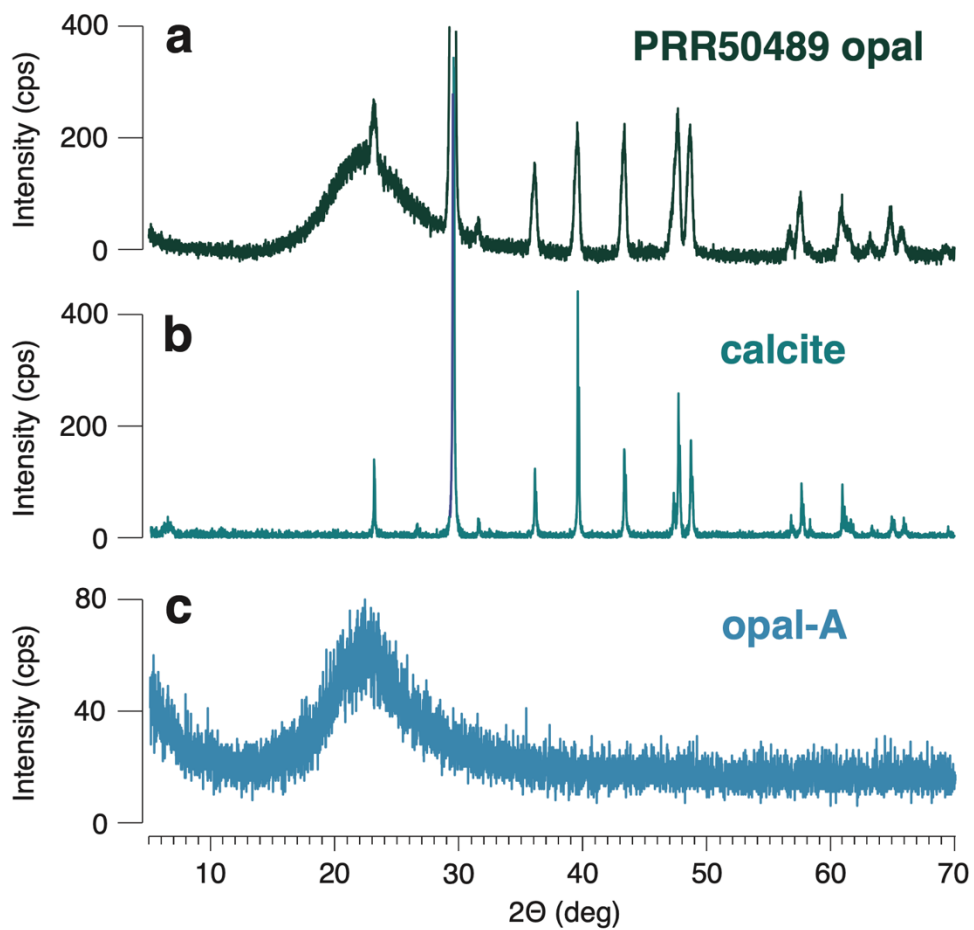 a
PRR50489 opal
Intensity (cps)
400
200
0
b
calcite
Intensity (cps)
400
200
0
c
opal-A
Intensity (cps)
80
40
0
10 20 30 40 50 60 70
2Θ (deg)